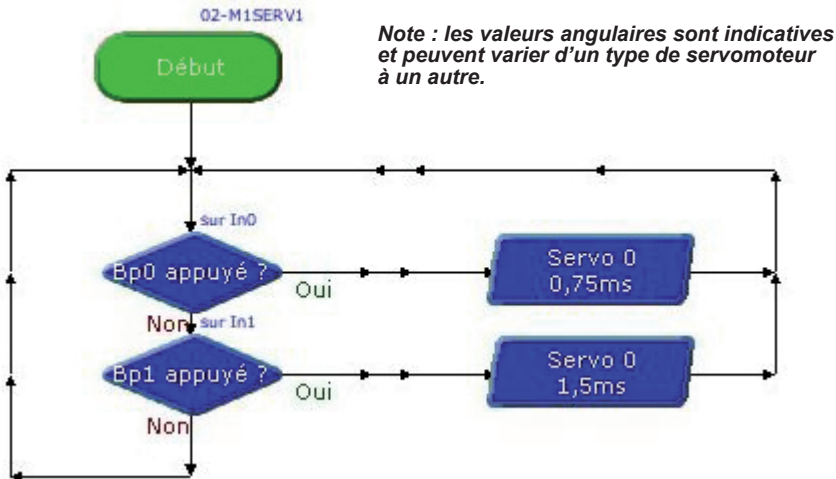 02-M1SERV1
Note : les valeurs angulaires sont indicatives
et peuvent varier d'un type de servomoteur
à un autre.
Début
sur In0
Bp0 appuyé ?
Oui
Servo 0
0,75ms
Non
sur In1
Bp1 appuyé ?
Oui
Servo 0
1,5ms
Non